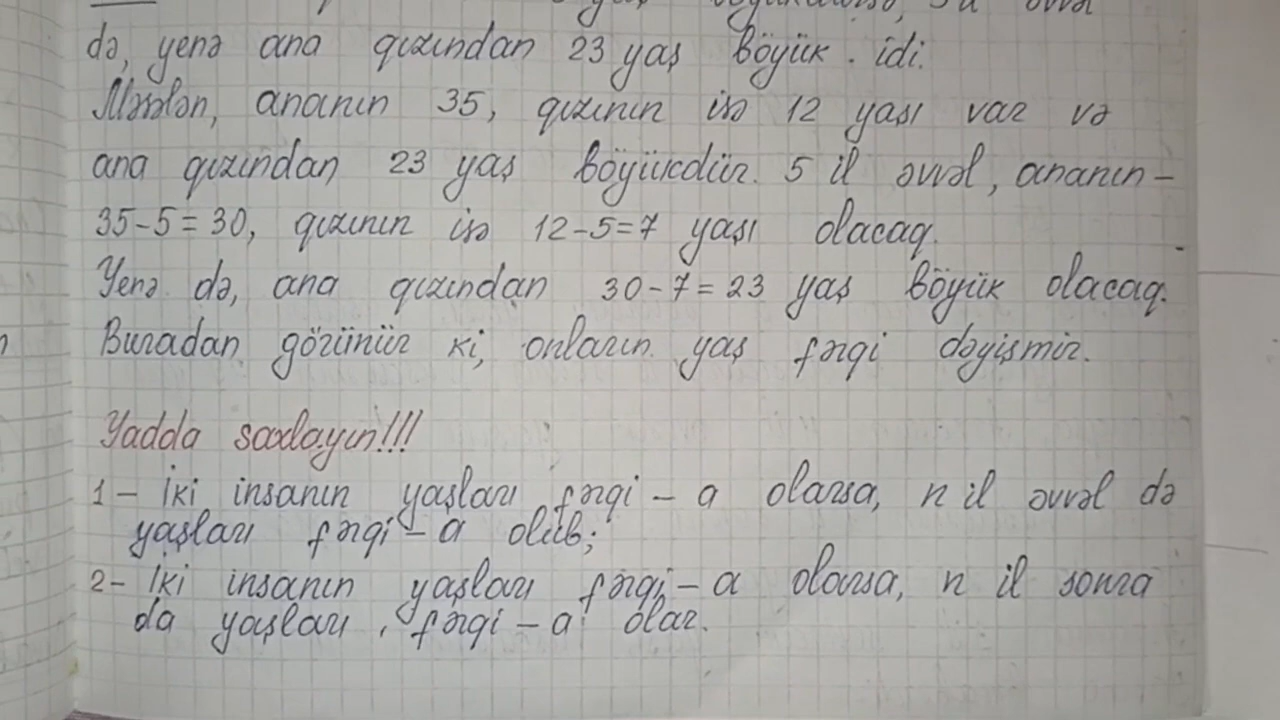 də, yenə ana qızından 23 yaş böyük idi.
Məsələn, ananın 35, qızının isə 12 yaşı var və
ana qızından 23 yaş böyükdür. 5 il əvvəl, ananın-
35-5=30, qızının isə 12-5=7 yaşı olacaq.
Yenə də, ana qızından 30-7=23 yaş böyük olacaq.
Buradan görünür ki, onların yaş fərqi dəyişmir.
Yadda saxlayın!!!
1- İki insanın yaşları fərqi - a olarsa, n il əvvəl də
yaşları fərqi - a olub;
2- İki insanın yaşları fərqi - a olarsa, n il sonra
da yaşları fərqi - a olar.